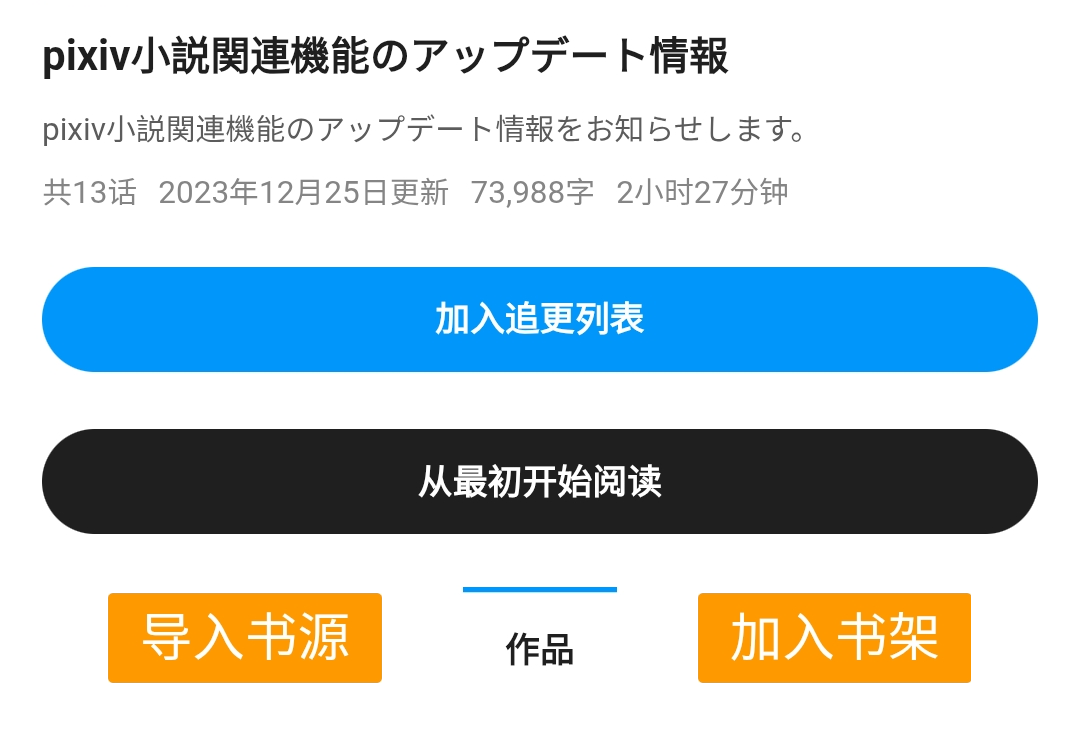 pixiv小説関連機能のアップデート情報
pixiv小説関連機能のアップデート情報をお知らせします。
共13话 2023年12月25日更新 73,988字 2小时27分钟
加入追更列表
从最初开始阅读
导入书源
作品
加入书架